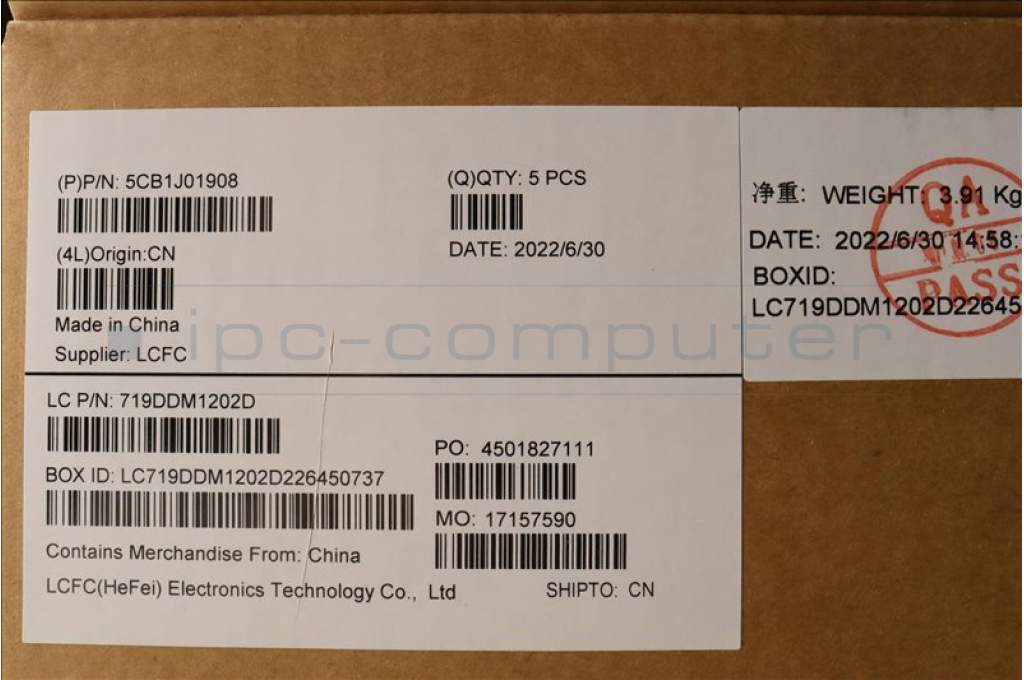 (P)P/N: 5CB1J01908
(Q)QTY: 5 PCS
(4L)Origin:CN
DATE: 2022/6/30
Made in China
Supplier: LCFC
净重: WEIGHT: 3.91 Kg
DATE: 2022/6/30 14:58:
BOXID:
LC719DDM1202D22645
QA
PASS
ipc-computer
LC P/N: 719DDM1202D
PO: 4501827111
BOX ID: LC719DDM1202D226450737
MO: 17157590
Contains Merchandise From: China
LCFC(HeFei) Electronics Technology Co., Ltd
SHIPTO: CN